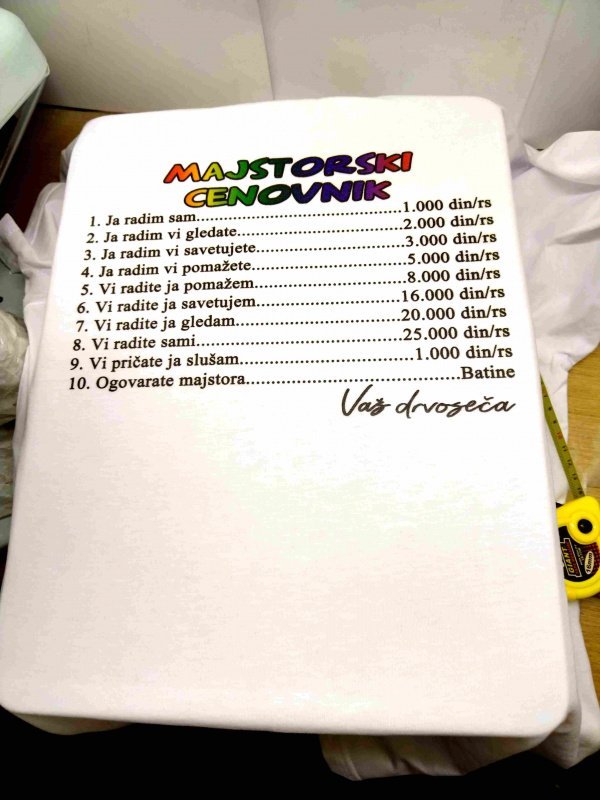 MAJSTORSKI
CENOVNIK
1. Ja radim sam....................................................1.000 din/rs
2. Ja radim vi gledate..........................................2.000 din/rs
3. Ja radim vi savetujete.....................................3.000 din/rs
4. Ja radim vi pomažete......................................5.000 din/rs
5. Vi radite ja pomažem......................................8.000 din/rs
6. Vi radite ja savetujem....................................16.000 din/rs
7. Vi radite ja gledam.........................................20.000 din/rs
8. Vi radite sami..................................................25.000 din/rs
9. Vi pričate ja slušam...........................................1.000 din/rs
10. Ogovarate majstora....................................................Batine
Vaš drvoseča
GIANT